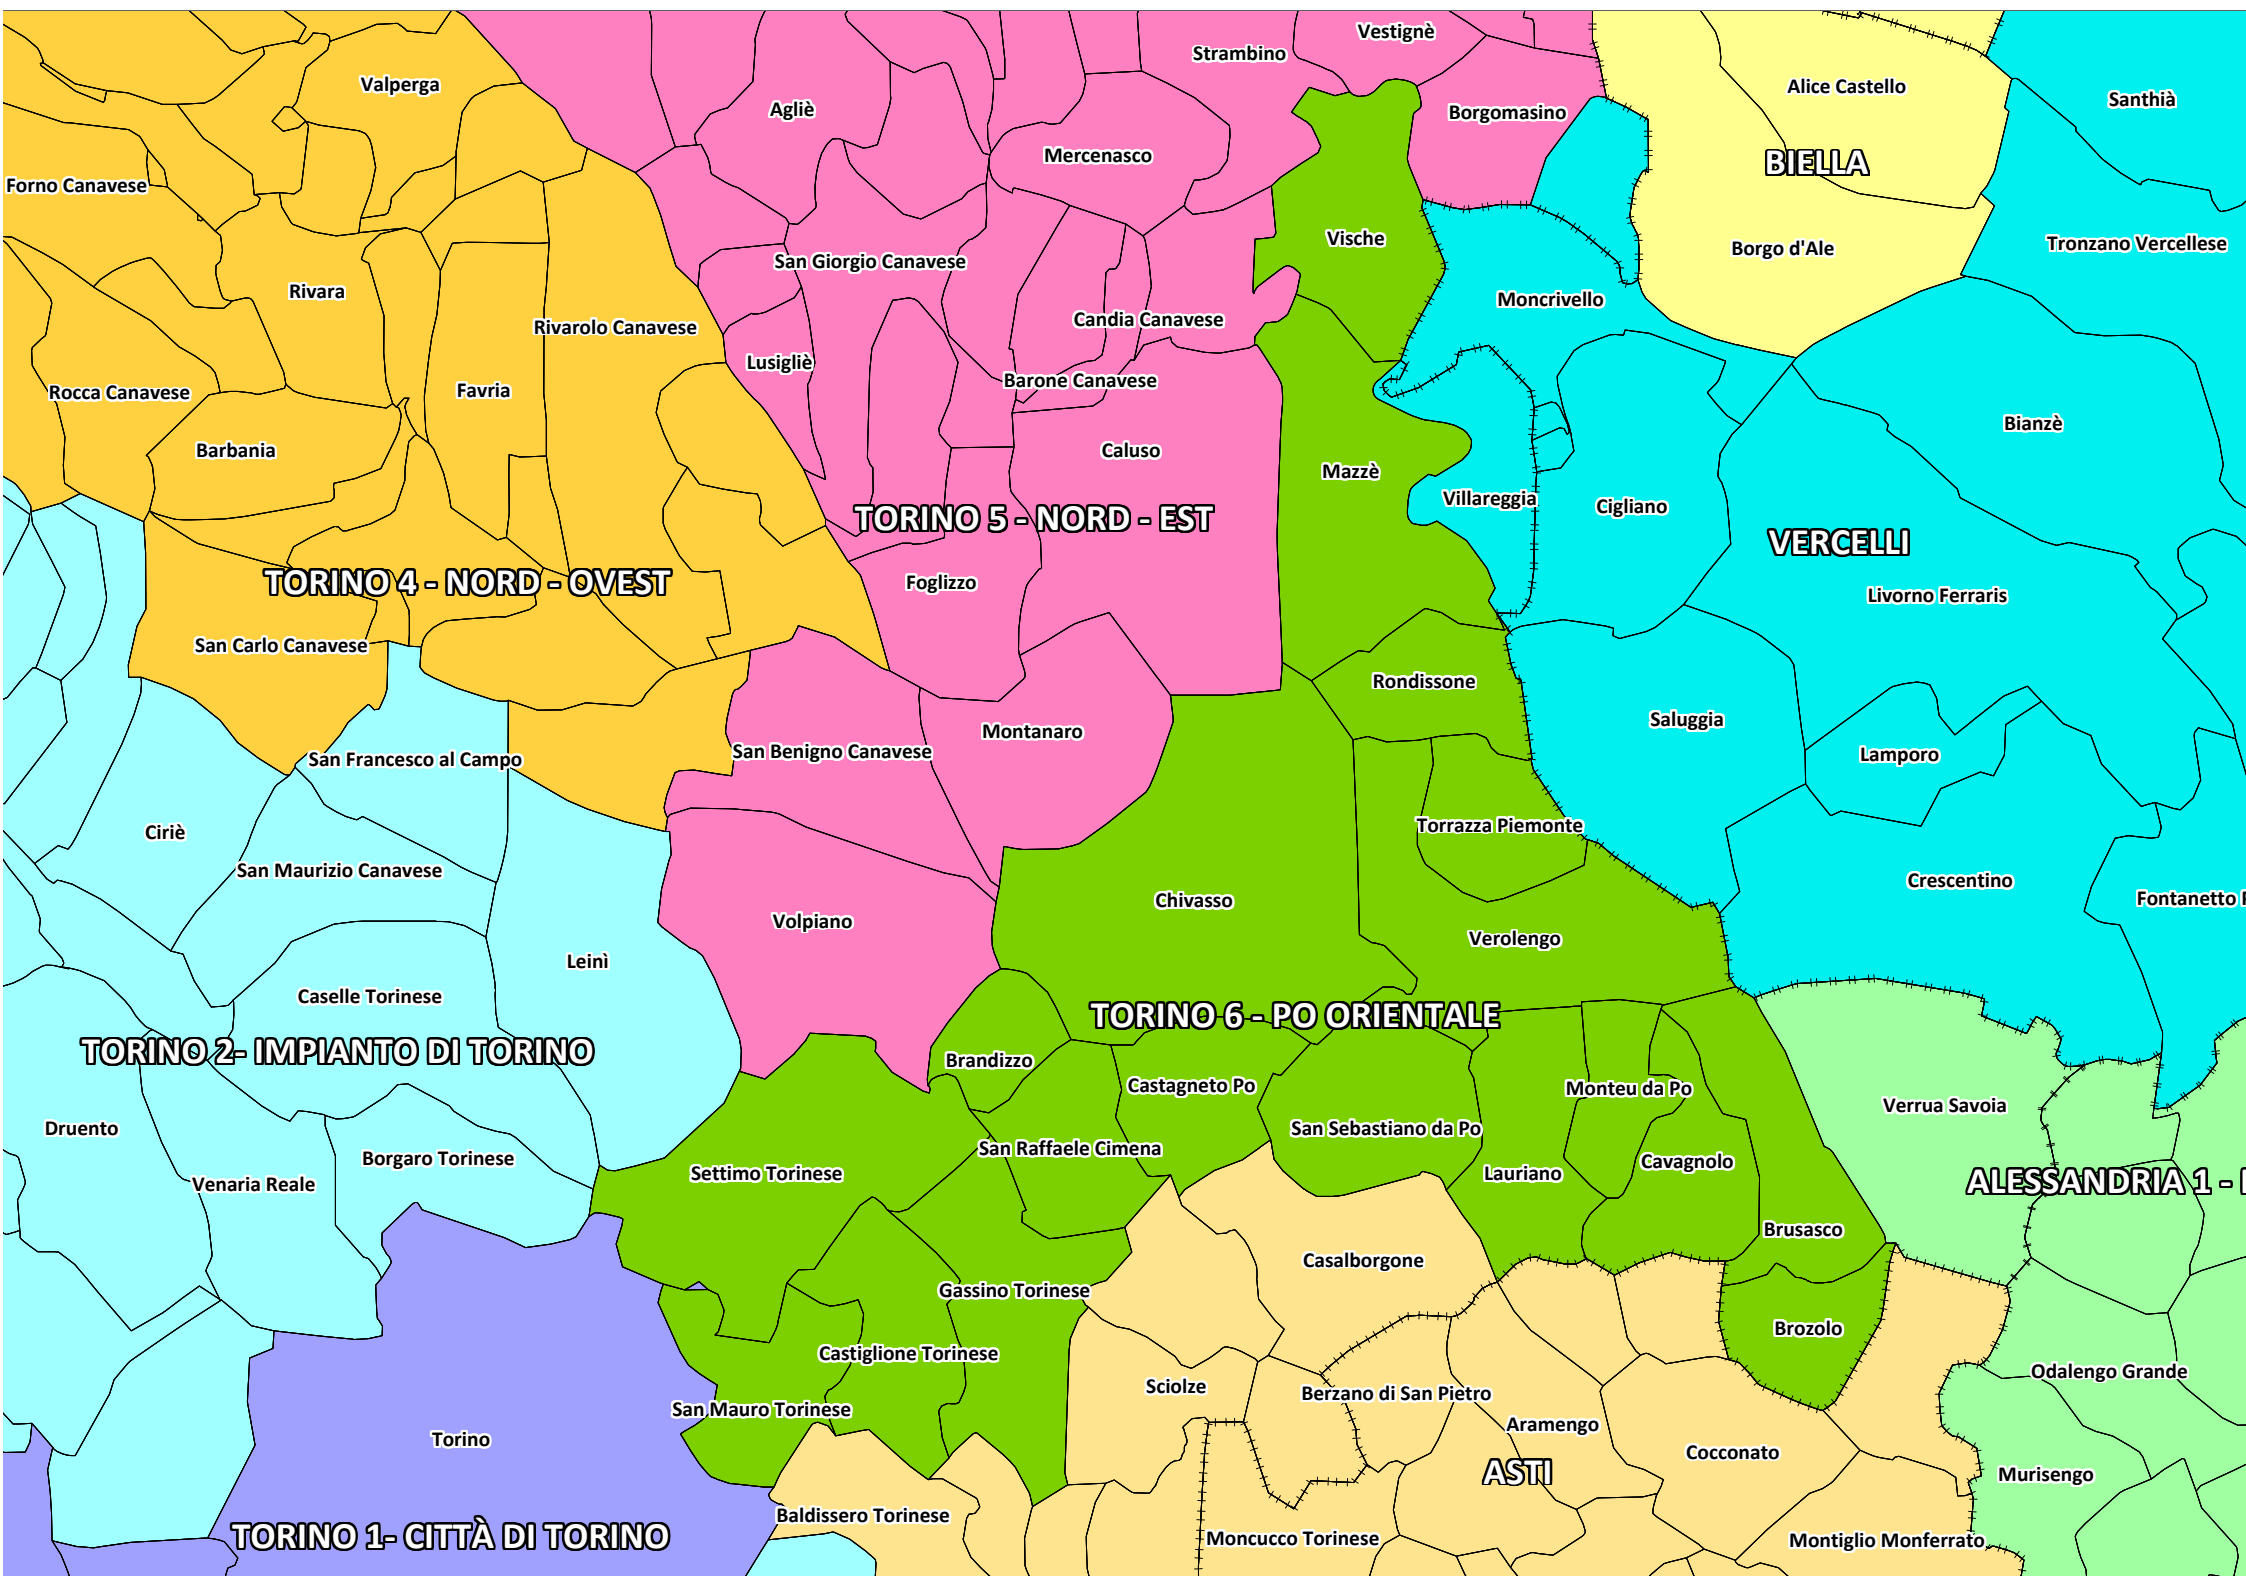 Vestignè
Strambino
Valperga
Alice Castello
Santhià
Agliè
Borgomasino
Mercenasco
BIELLA
Forno Canavese
Vische
Tronzano Vercellese
Borgo d'Ale
San Giorgio Canavese
Rivara
Moncrivello
Candia Canavese
Rivarolo Canavese
Lusigliè
Barone Canavese
Favria
Rocca Canavese
Bianzè
Barbania
Caluso
Mazzè
Villareggia
Cigliano
TORINO 5 - NORD - EST
VERCELLI
TORINO 4 - NORD - OVEST
Foglizzo
Livorno Ferraris
San Carlo Canavese
Rondissone
Saluggia
Montanaro
San Benigno Canavese
Lamporo
San Francesco al Campo
Torrazza Piemonte
Ciriè
San Maurizio Canavese
Crescentino
Chivasso
Fontanetto P
Volpiano
Verolengo
Leinì
Caselle Torinese
TORINO 6 - PO ORIENTALE
TORINO 2- IMPIANTO DI TORINO
Brandizzo
Castagneto Po
Monteu da Po
Verrua Savoia
Druento
San Sebastiano da Po
San Raffaele Cimena
Borgaro Torinese
Cavagnolo
Settimo Torinese
Lauriano
Venaria Reale
ALESSANDRIA 1 -
Brusasco
Casalborgone
Gassino Torinese
Brozolo
Castiglione Torinese
Odalengo Grande
Sciolze
Berzano di San Pietro
San Mauro Torinese
Aramengo
Torino
Cocconato
ASTI
Murisengo
Baldissero Torinese
TORINO 1- CITTÀ DI TORINO
Moncucco Torinese
Montiglio Monferrato